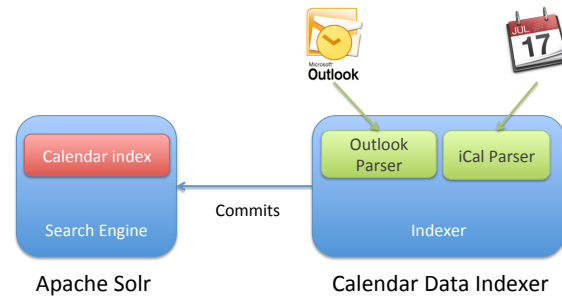 Microsoft
Outlook
JUL
17
Calendar index
Outlook
Parser
iCal Parser
Commits
Search Engine
Indexer
Apache Solr
Calendar Data Indexer